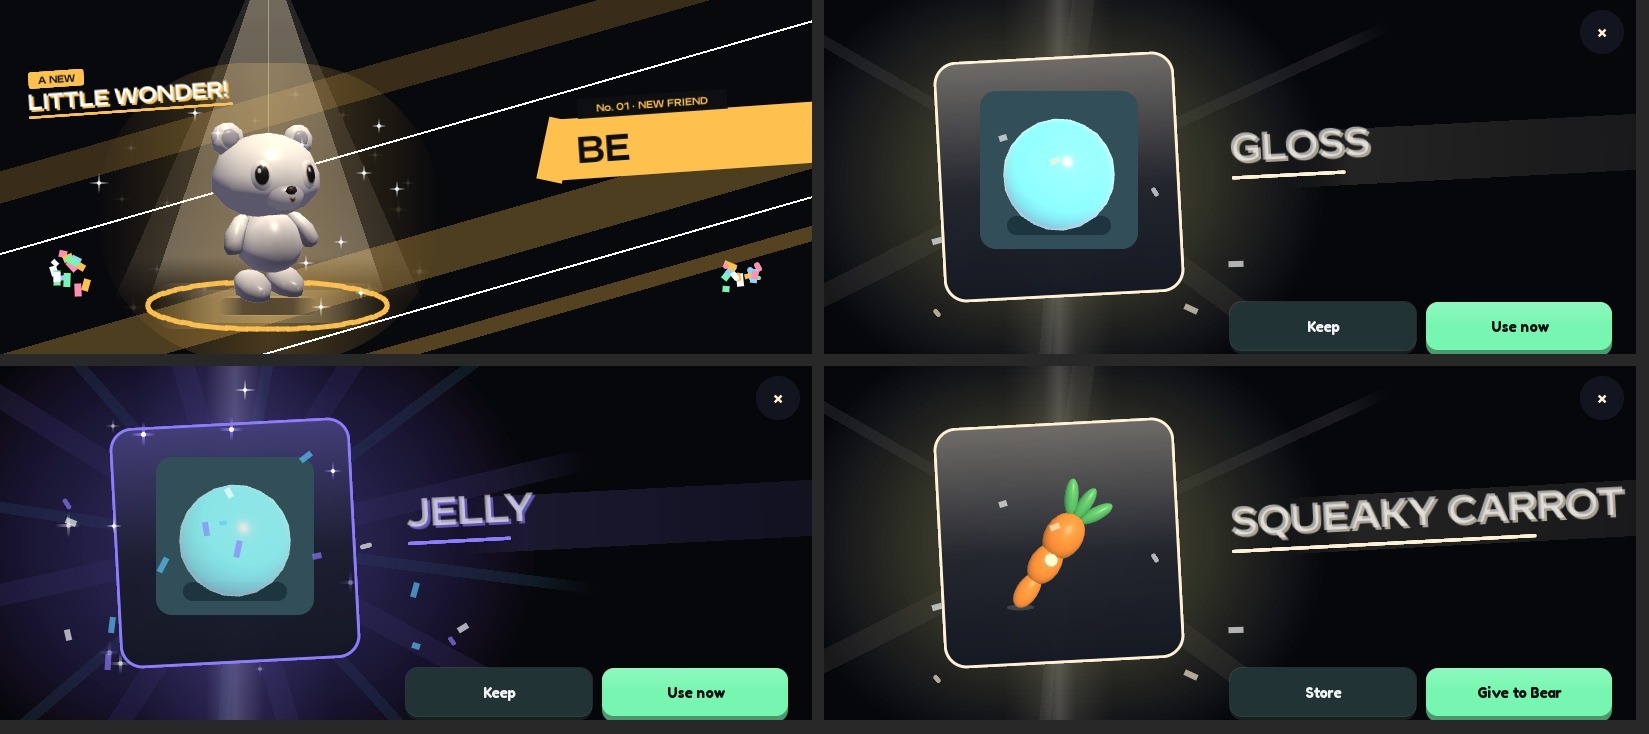 A NEW
LITTLE WONDER!
No. 01 · NEW FRIEND
BE
×
GLOSS
Keep
Use now
×
JELLY
Keep
Use now
×
SQUEAKY CARROT
Store
Give to Bear